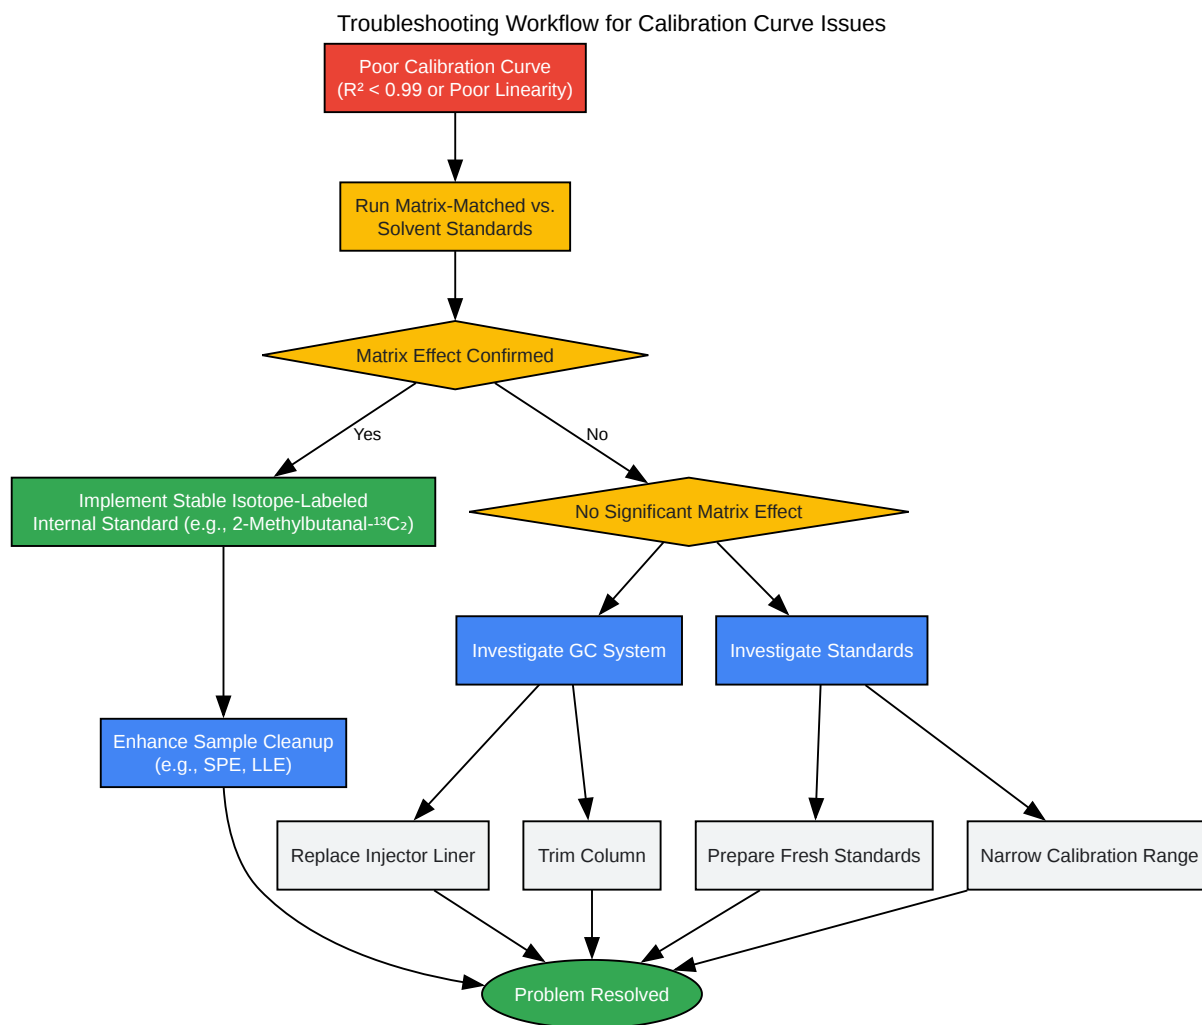 Troubleshooting Workflow for Calibration Curve Issues
Poor Calibration Curve
(R² < 0.99 or Poor Linearity)
Run Matrix-Matched vs.
Solvent Standards
Matrix Effect Confirmed
Yes
No
Implement Stable Isotope-Labeled
Internal Standard (e.g., 2-Methylbutanal-¹³C₂)
No Significant Matrix Effect
Investigate GC System
Investigate Standards
Enhance Sample Cleanup
(e.g., SPE, LLE)
Replace Injector Liner
Trim Column
Prepare Fresh Standards
Narrow Calibration Range
Problem Resolved